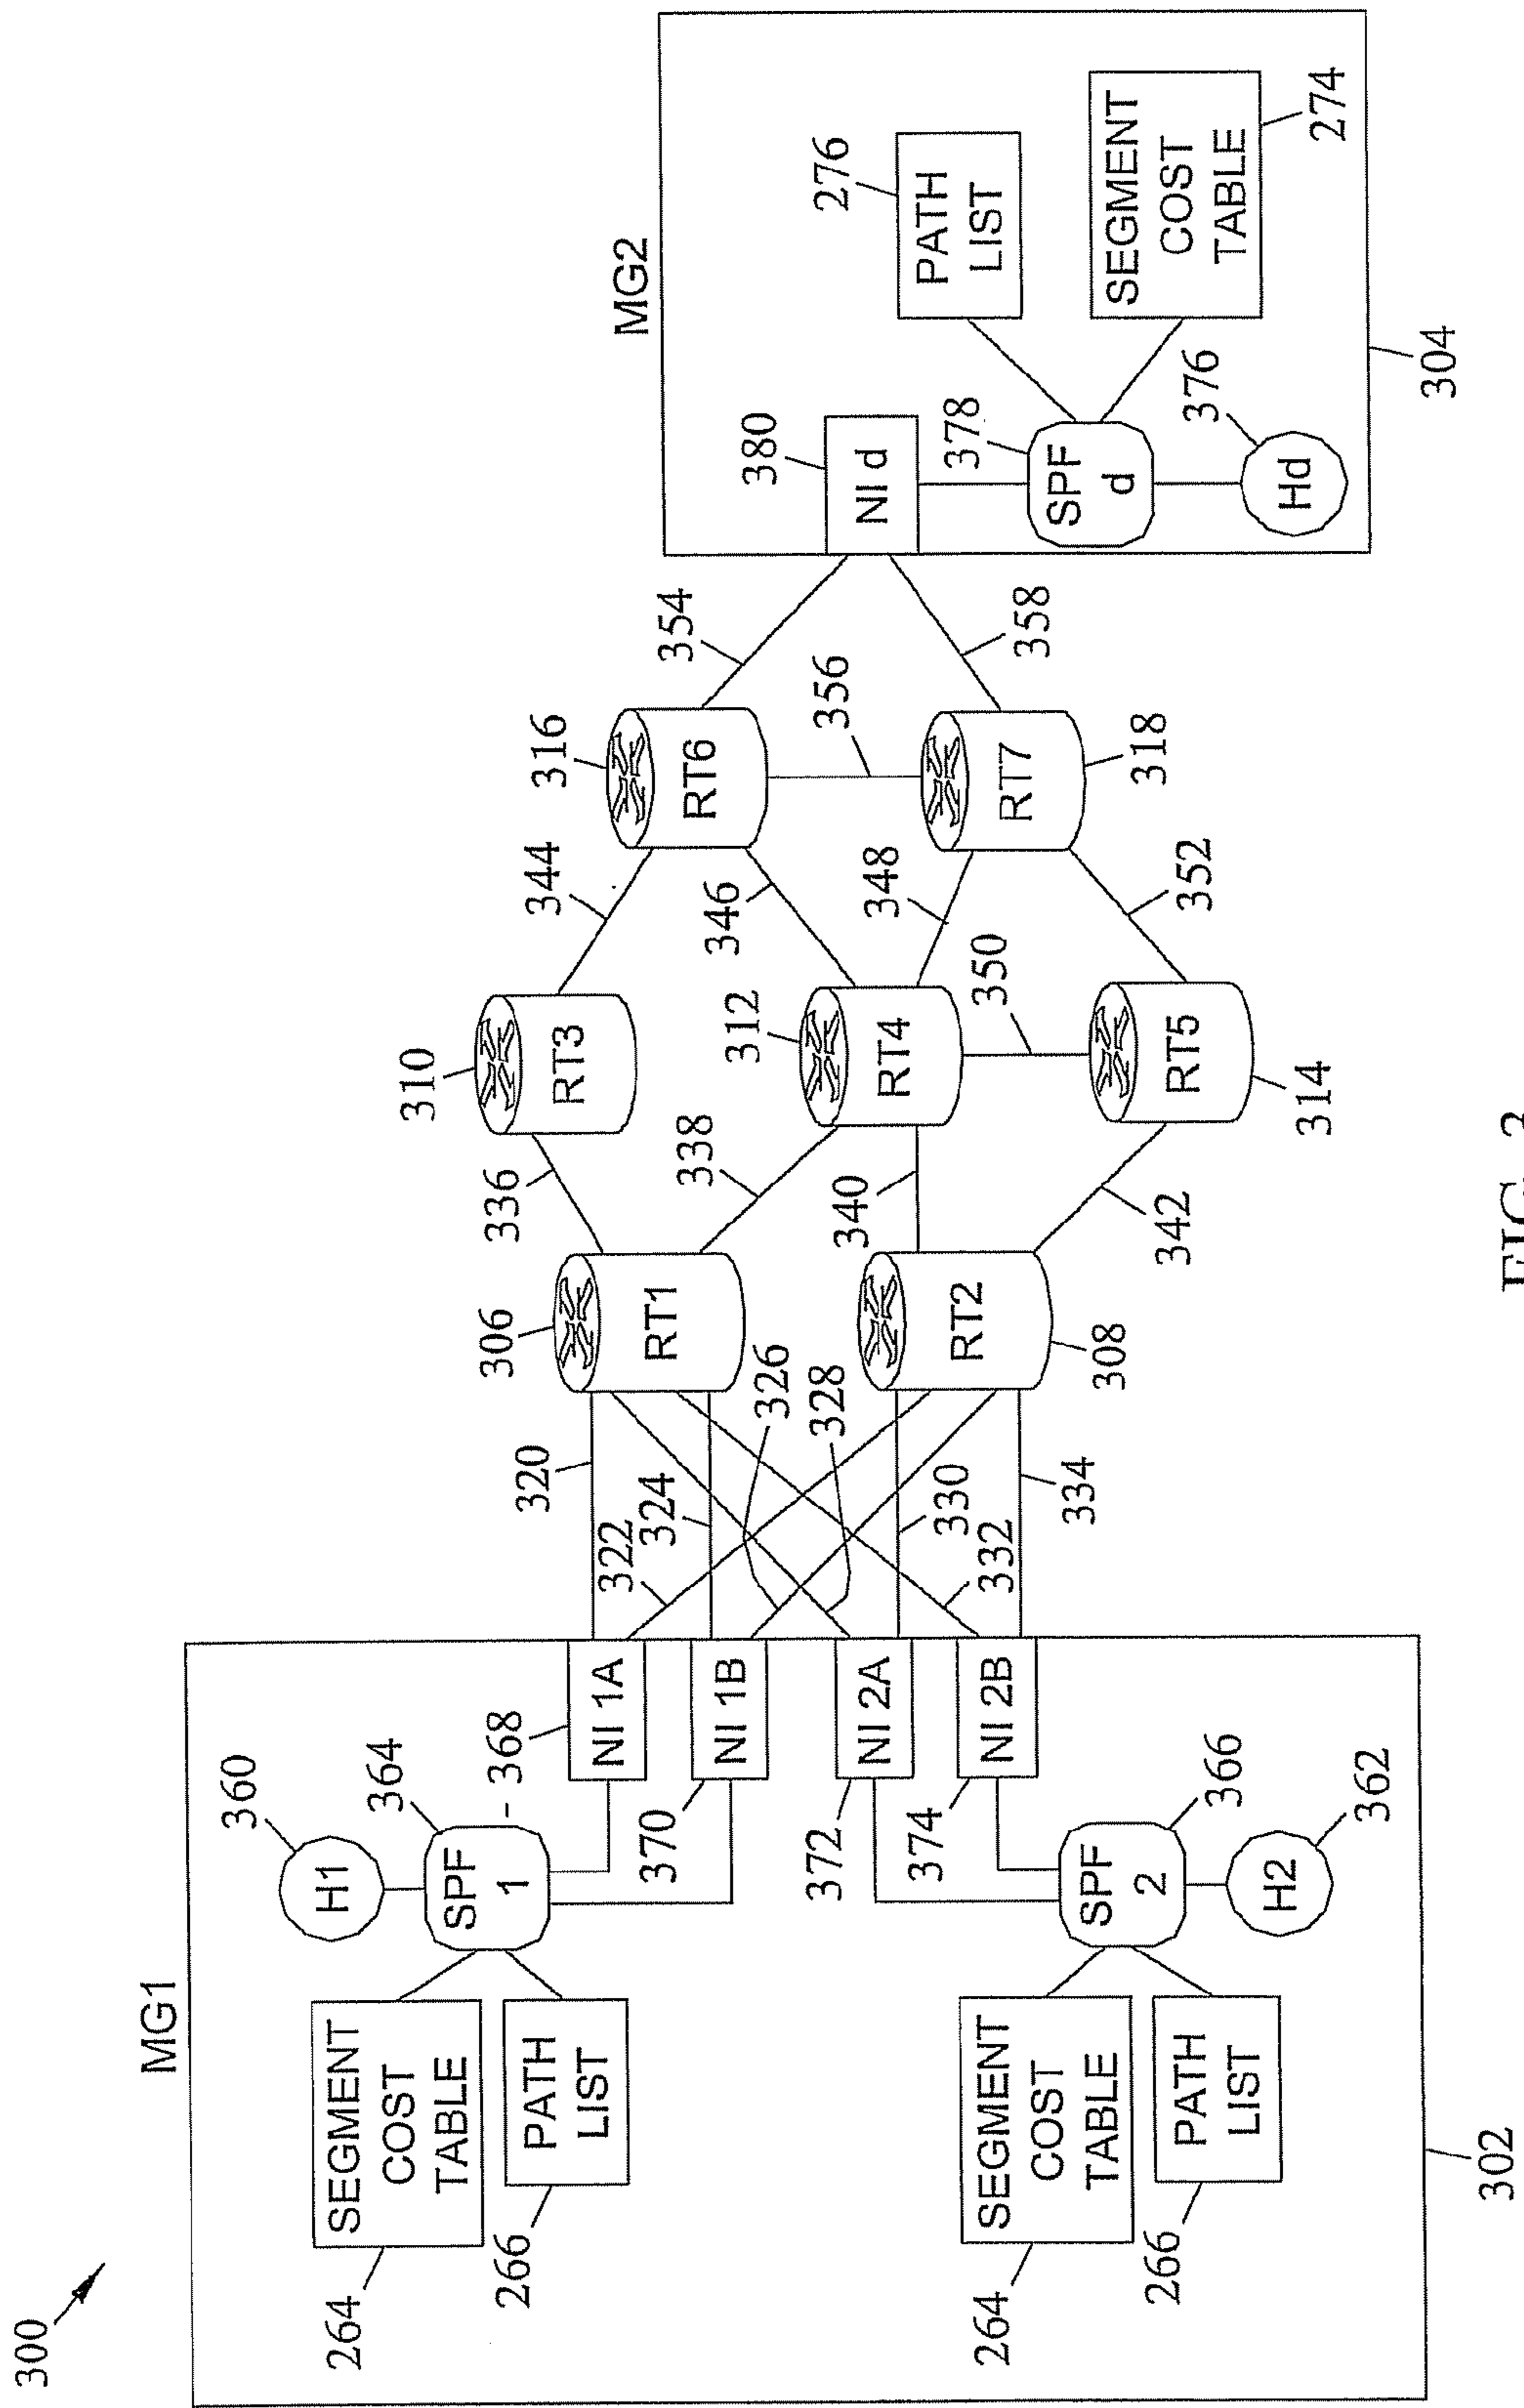 300
MG1
264
SEGMENT
COST
TABLE
266
PATH
LIST
360
H1
364
SPF
1
368
NI 1A
370
NI 1B
372
NI 2A
374
NI 2B
264
SEGMENT
COST
TABLE
266
PATH
LIST
SPF
2
366
H2
362
302
320
322
324
326
328
330
332
334
306
RT1
RT2
308
336
338
340
342
310
RT3
312
RT4
350
RT5
314
344
346
348
352
316
RT6
356
RT7
318
354
358
MG2
380
NI d
378
SPF
d
376
Hd
276
PATH
LIST
SEGMENT
COST
TABLE
274
304
FIG. 3